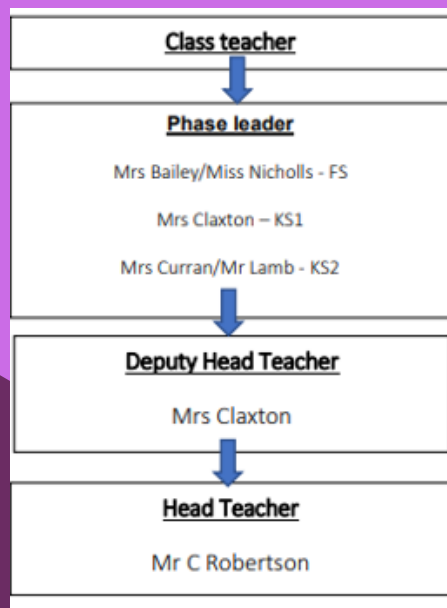 Class teacher
Phase leader
Mrs Bailey/Miss Nicholls - FS
Mrs Claxton – KS1
Mrs Curran/Mr Lamb - KS2
Deputy Head Teacher
Mrs Claxton
Head Teacher
Mr C Robertson